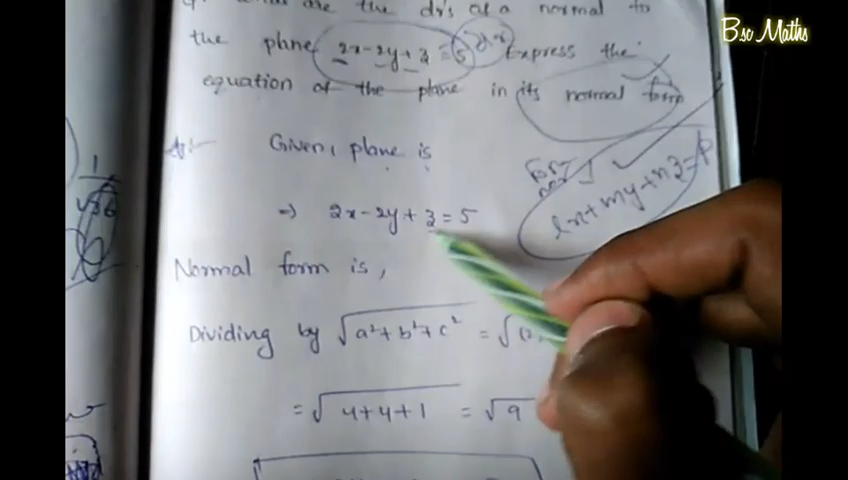 Bsc Maths
are the dr's of a normal to
the plane 2x-2y+z=5 Express the
equation of the plane in its normal form
Given, plane is
=> 2x-2y+z=5
lx+my+nz=P
Normal form is,
Dividing by √a²+b²+c² = √(2
= √4+4+1 = √9